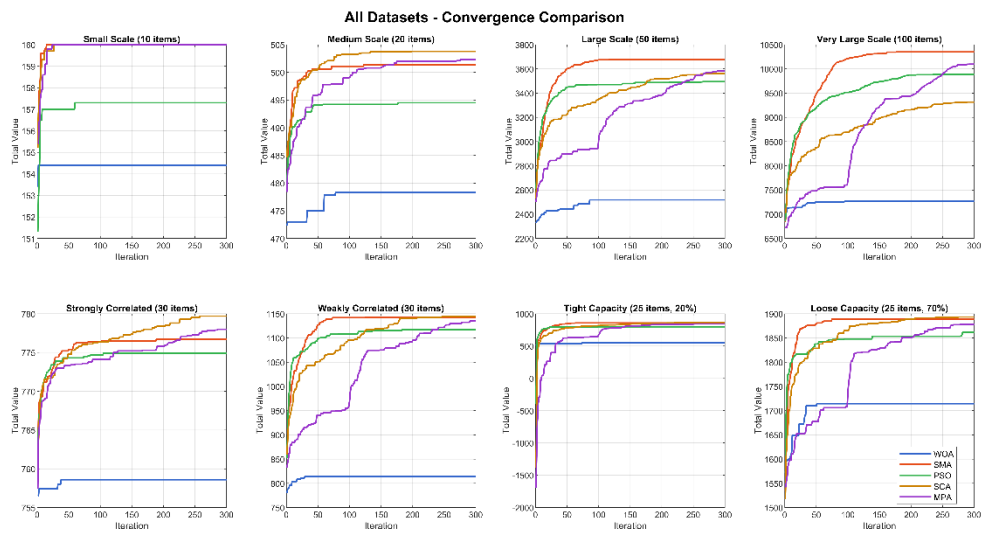 All Datasets - Convergence Comparison
Small Scale (10 items)
Medium Scale (20 items)
Large Scale (50 items)
Very Large Scale (100 items)
Total Value
160
159
158
157
156
155
154
153
152
151
0 50 100 150 200 250 300
Iteration
Total Value
505
500
495
490
485
480
475
470
0 50 100 150 200 250 300
Iteration
Total Value
3800
3600
3400
3200
3000
2800
2600
2400
2200
0 50 100 150 200 250 300
Iteration
Total Value
10500
10000
9500
9000
8500
8000
7500
7000
6500
0 50 100 150 200 250 300
Iteration
Strongly Correlated (30 items)
Weakly Correlated (30 items)
Tight Capacity (25 items, 20%)
Loose Capacity (25 items, 70%)
Total Value
780
775
770
765
760
755
0 50 100 150 200 250 300
Iteration
Total Value
1150
1100
1050
1000
950
900
850
800
750
0 50 100 150 200 250 300
Iteration
Total Value
1000
500
0
-500
-1000
-1500
-2000
0 50 100 150 200 250 300
Iteration
Total Value
1900
1850
1800
1750
1700
1650
1600
1550
1500
0 50 100 150 200 250 300
Iteration
WOA
SMA
PSO
SCA
MPA